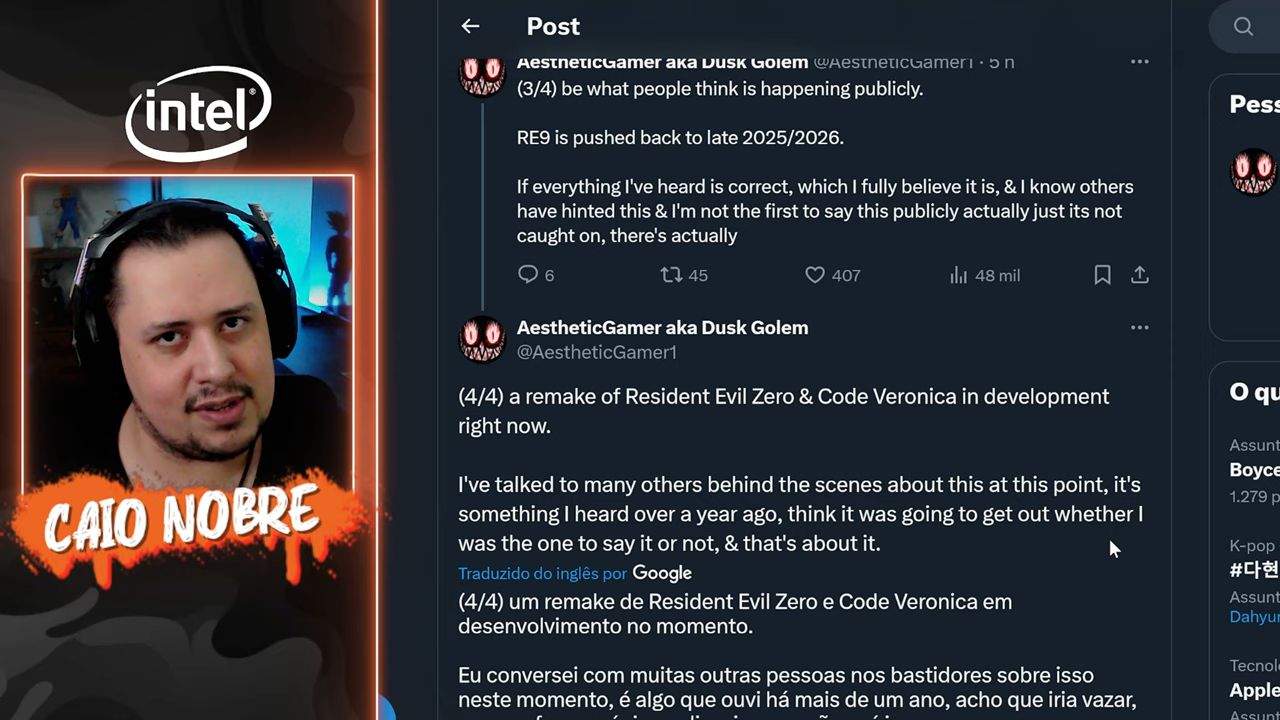 intel®
CAIO NOBRE
Post
AestheticGamer aka Dusk Golem @AestheticGamer1 · 5 h
(3/4) be what people think is happening publicly.
RE9 is pushed back to late 2025/2026.
If everything I've heard is correct, which I fully believe it is, & I know others
have hinted this & I'm not the first to say this publicly actually just its not
caught on, there's actually
6 45 407 48 mil
AestheticGamer aka Dusk Golem
@AestheticGamer1
(4/4) a remake of Resident Evil Zero & Code Veronica in development
right now.
I've talked to many others behind the scenes about this at this point, it's
something I heard over a year ago, think it was going to get out whether I
was the one to say it or not, & that's about it.
Traduzido do inglês por Google
(4/4) um remake de Resident Evil Zero e Code Veronica em
desenvolvimento no momento.
Eu conversei com muitas outras pessoas nos bastidores sobre isso
neste momento, é algo que ouvi há mais de um ano, acho que iria vazar,
Pess
O qu
Assunt
Boyce
1.279 p
K-pop
#다현
Assunt
Dahyu
Tecnol
Apple